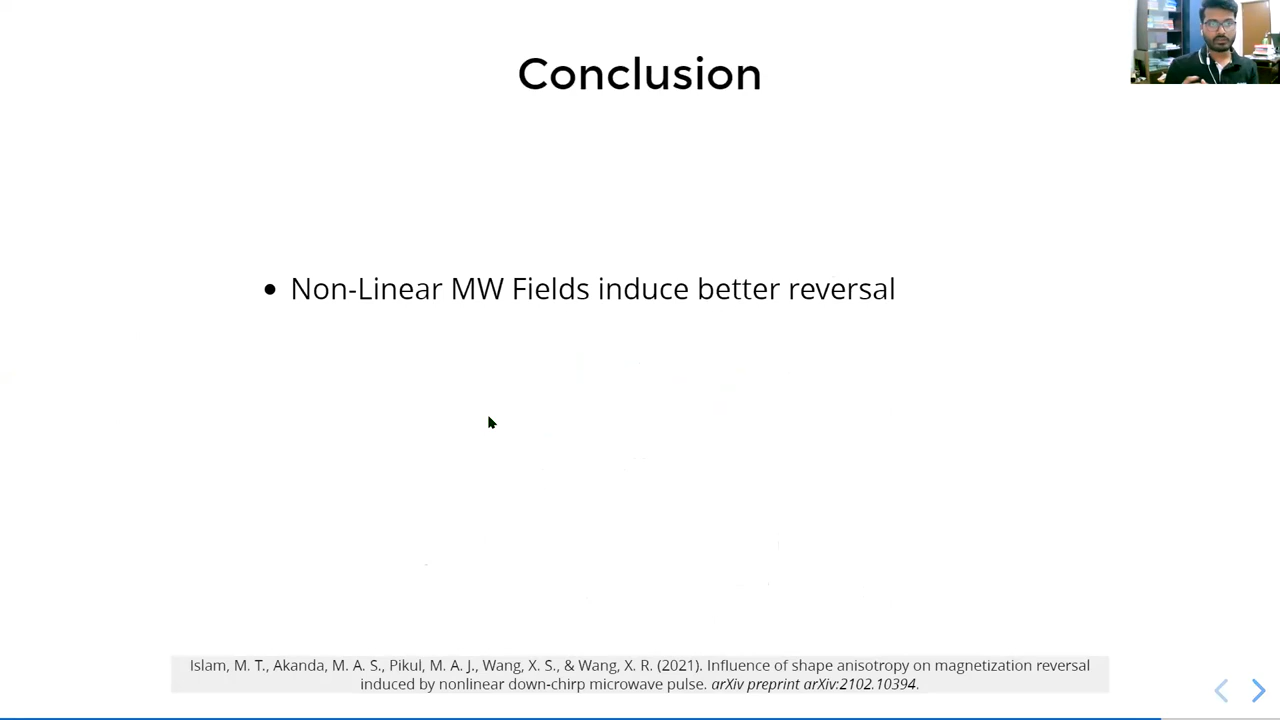 Conclusion
• Non-Linear MW Fields induce better reversal
Islam, M. T., Akanda, M. A. S., Pikul, M. A. J., Wang, X. S., & Wang, X. R. (2021). Influence of shape anisotropy on magnetization reversal
induced by nonlinear down-chirp microwave pulse. arXiv preprint arXiv:2102.10394.